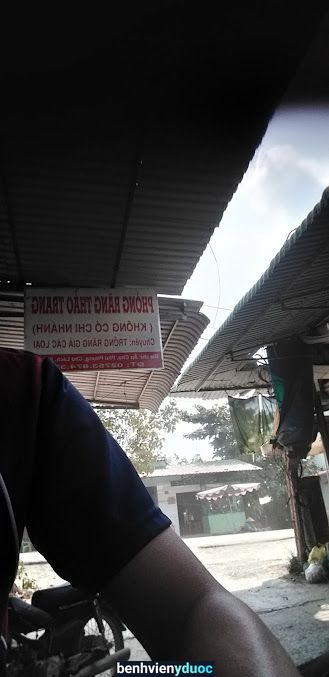 PHÒNG RĂNG THẢO TRANG
( KHÔNG CÓ CHI NHÁNH)
Chuyên: TRỒNG RĂNG GIẢ CÁC LOẠI
benhvienyduoc